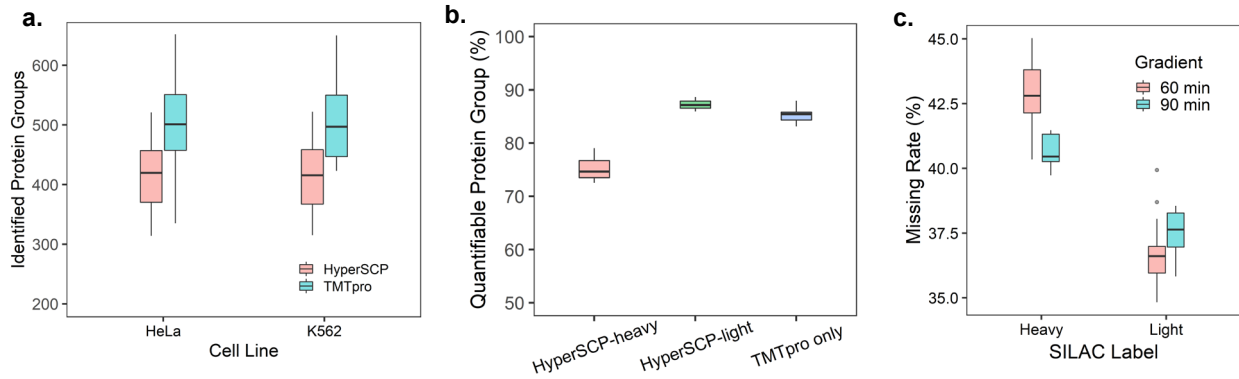 a.
Identified Protein Groups
600
500
400
300
200
HyperSCP
TMTpro
HeLa
K562
Cell Line
b.
Quantifiable Protein Group (%)
100
90
80
70
60
50
HyperSCP-heavy
HyperSCP-light
TMTpro only
c.
Missing Rate (%)
45.0
42.5
40.0
37.5
35.0
Gradient
60 min
90 min
Heavy
Light
SILAC Label